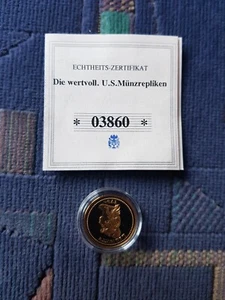 ECHTHEITS-ZERTIFIKAT
Die wertvoll. U.S.Münzrepliken
* 03860 *